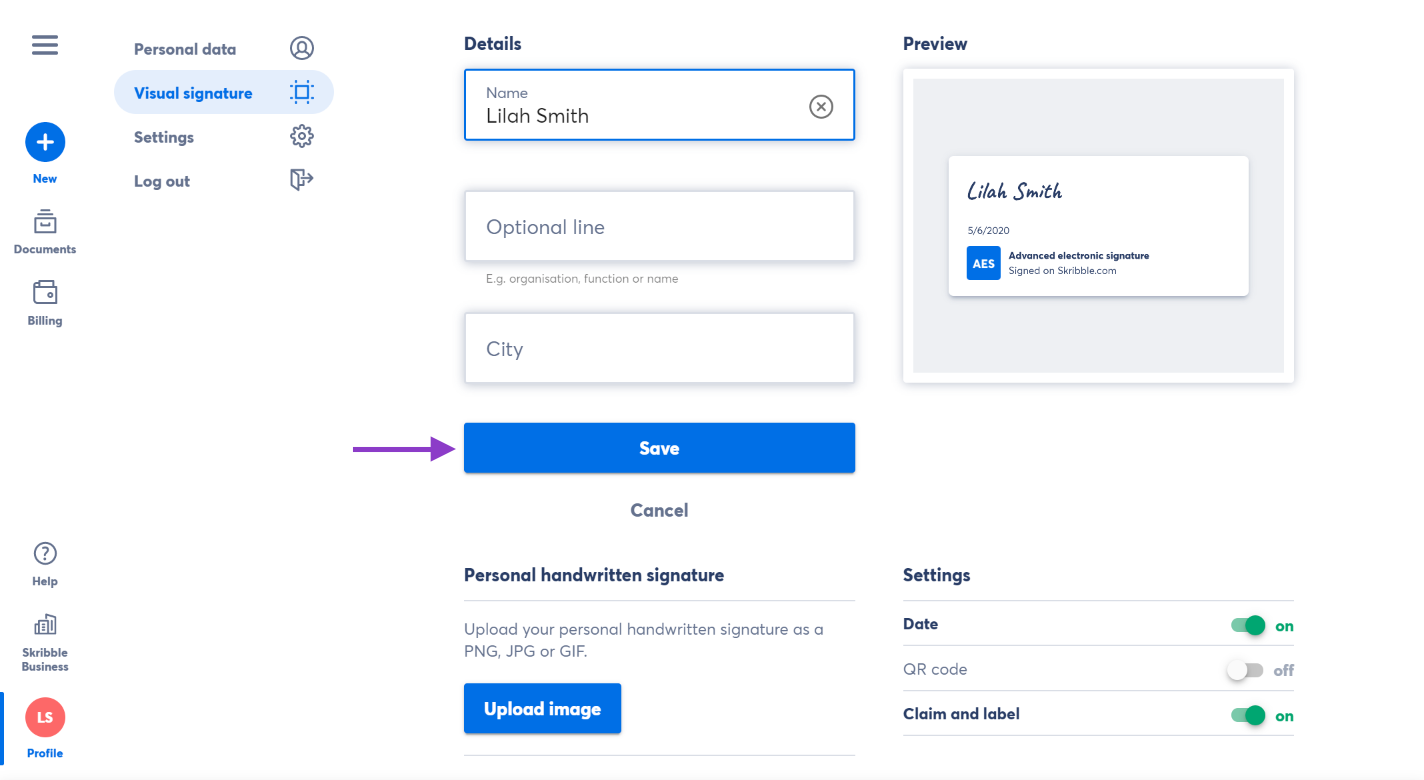 New
Documents
Billing
Help
Skribble
Business
LS
Profile
Personal data
Visual signature
Settings
Log out
Details
Name
Lilah Smith
Optional line
E.g. organisation, function or name
City
Save
Cancel
Personal handwritten signature
Upload your personal handwritten signature as a
PNG, JPG or GIF.
Upload image
Preview
Lilah Smith
5/6/2020
AES
Advanced electronic signature
Signed on Skribble.com
Settings
Date on
QR code off
Claim and label on